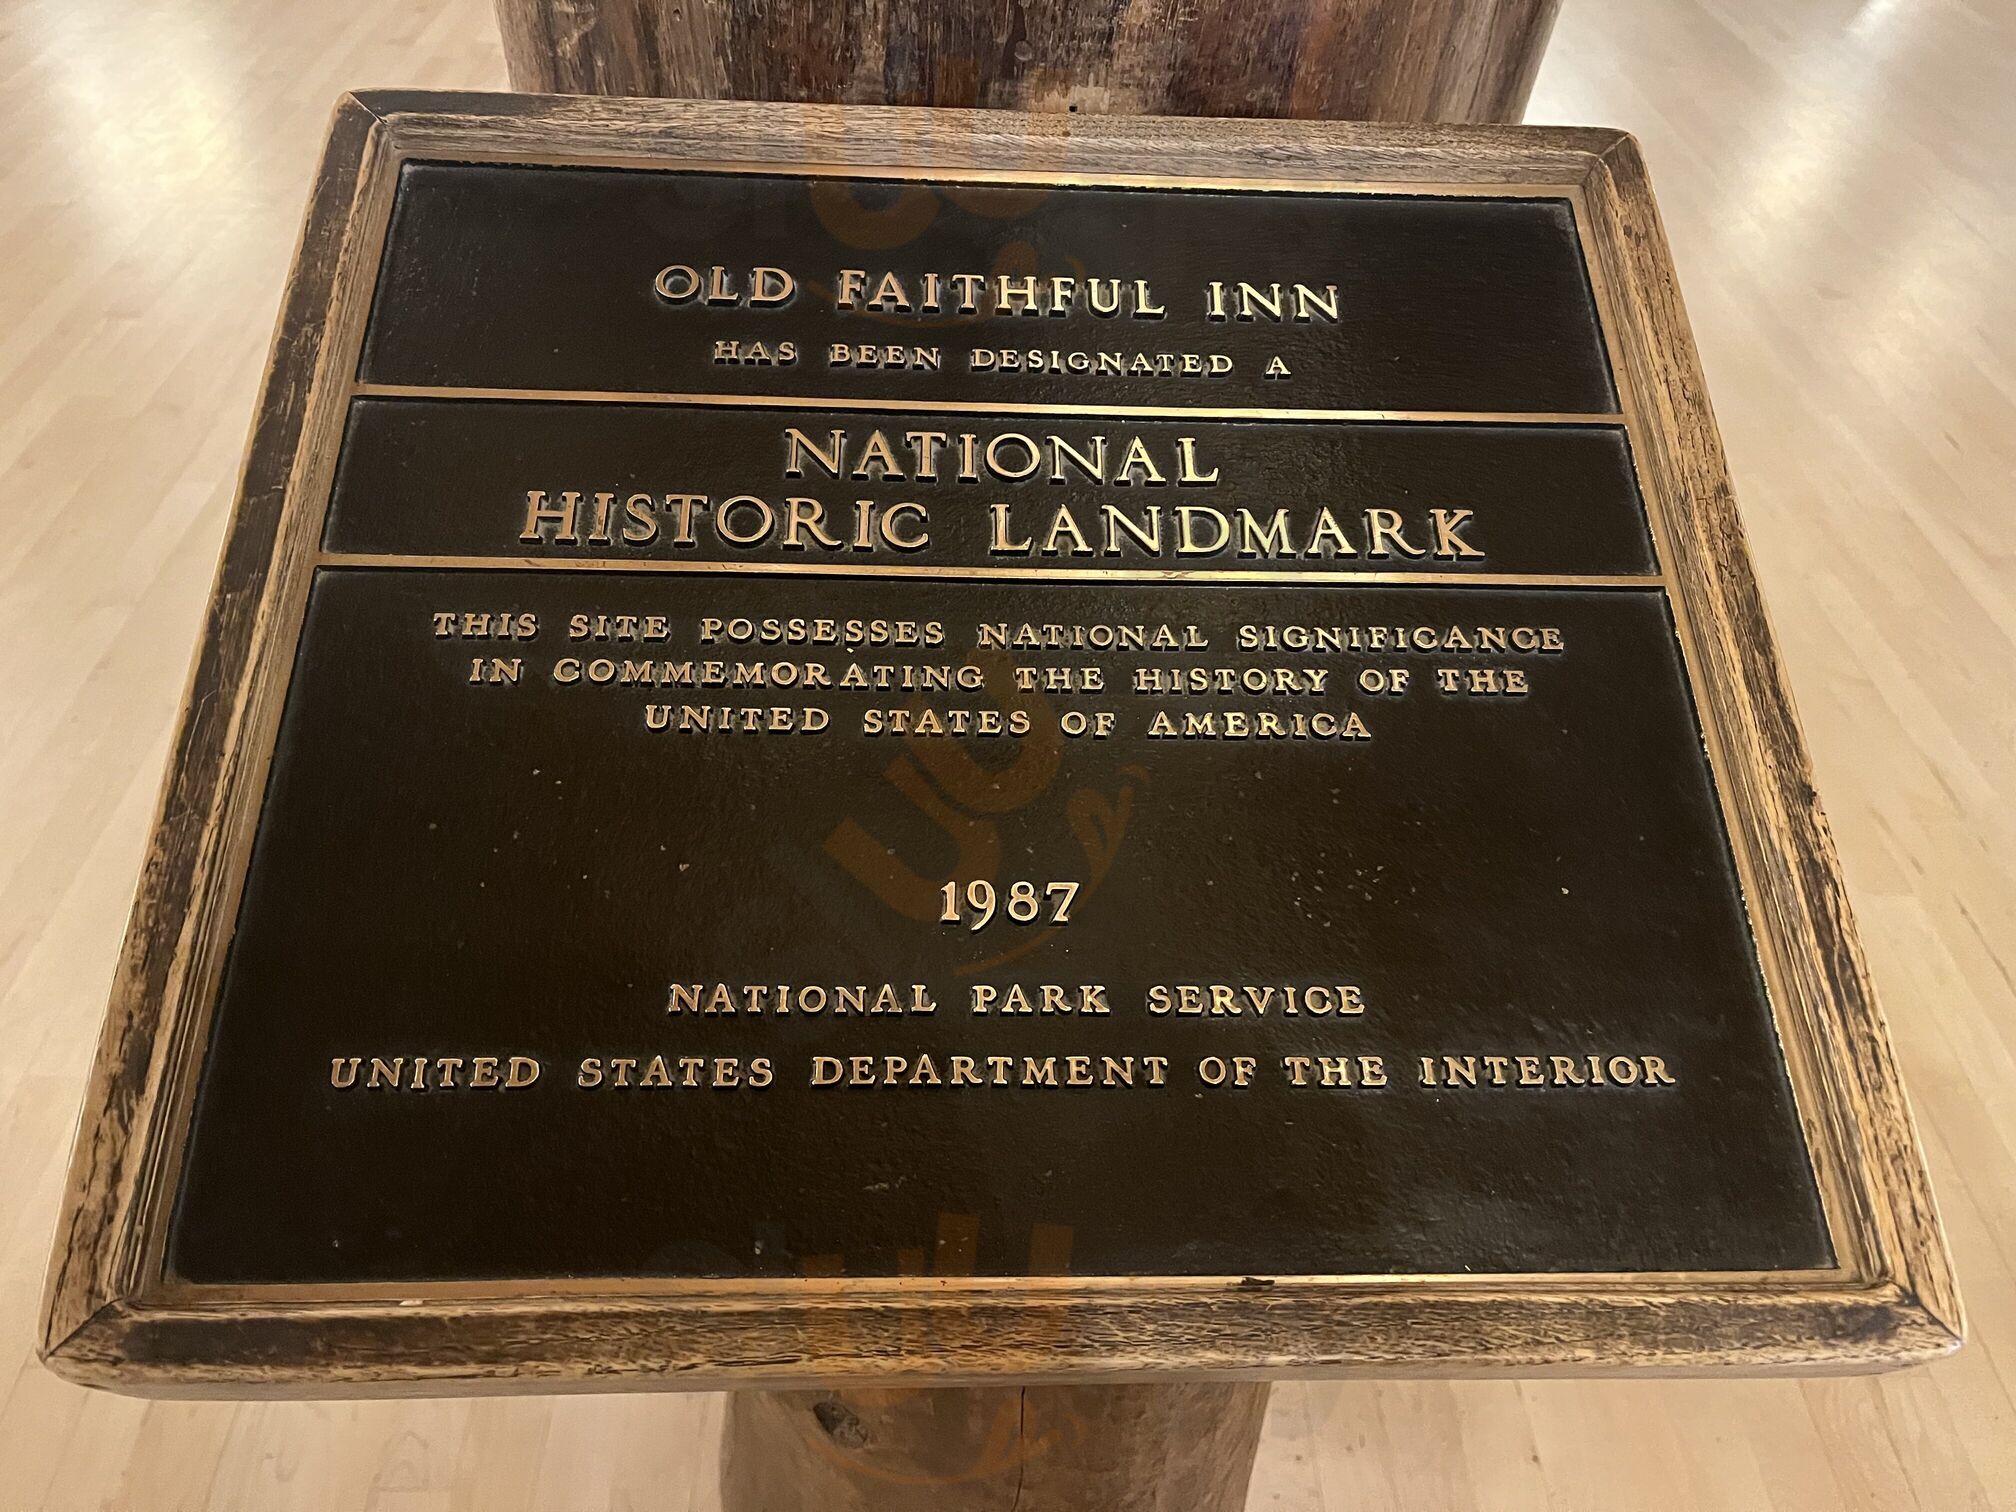 OLD FAITHFUL INN
HAS BEEN DESIGNATED A
NATIONAL
HISTORIC LANDMARK
THIS SITE POSSESSES NATIONAL SIGNIFICANCE
IN COMMEMORATING THE HISTORY OF THE
UNITED STATES OF AMERICA
1987
NATIONAL PARK SERVICE
UNITED STATES DEPARTMENT OF THE INTERIOR